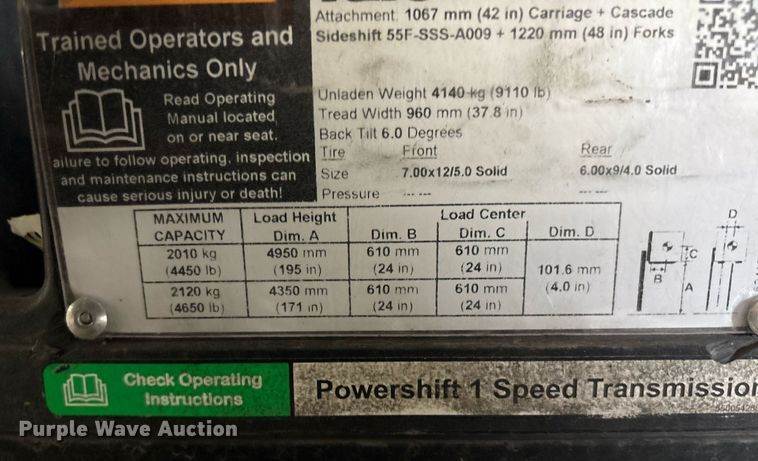 Trained Operators and
Mechanics Only
Read Operating
Manual located
on or near seat.
ailure to follow operating, inspection
and maintenance instructions can
cause serious injury or death!
Attachment 1067 mm (42 in) Carriage + Cascade
Sideshift 55F-SSS-A009 + 1220 mm (48 in) Forks
Unladen Weight 4140 kg (9110 lb)
Tread Width 960 mm (37.8 in)
Back Tilt 6.0 Degrees
Tire Front Rear
Size 7.00x12/5.0 Solid 6.00x9/4.0 Solid
Pressure --- --- --- ---
MAXIMUM CAPACITY Load Height Dim. A Load Center Dim. B Dim. C Dim. D
2010 kg 4950 mm 610 mm 610 mm
(4450 lb) (195 in) (24 in) (24 in)
101.6 mm
(4.0 in)
2120 kg 4350 mm 610 mm 610 mm
(4650 lb) (171 in) (24 in) (24 in)
D
C
B
A
Check Operating
Instructions
Powershift 1 Speed Transmission
Purple Wave Auction